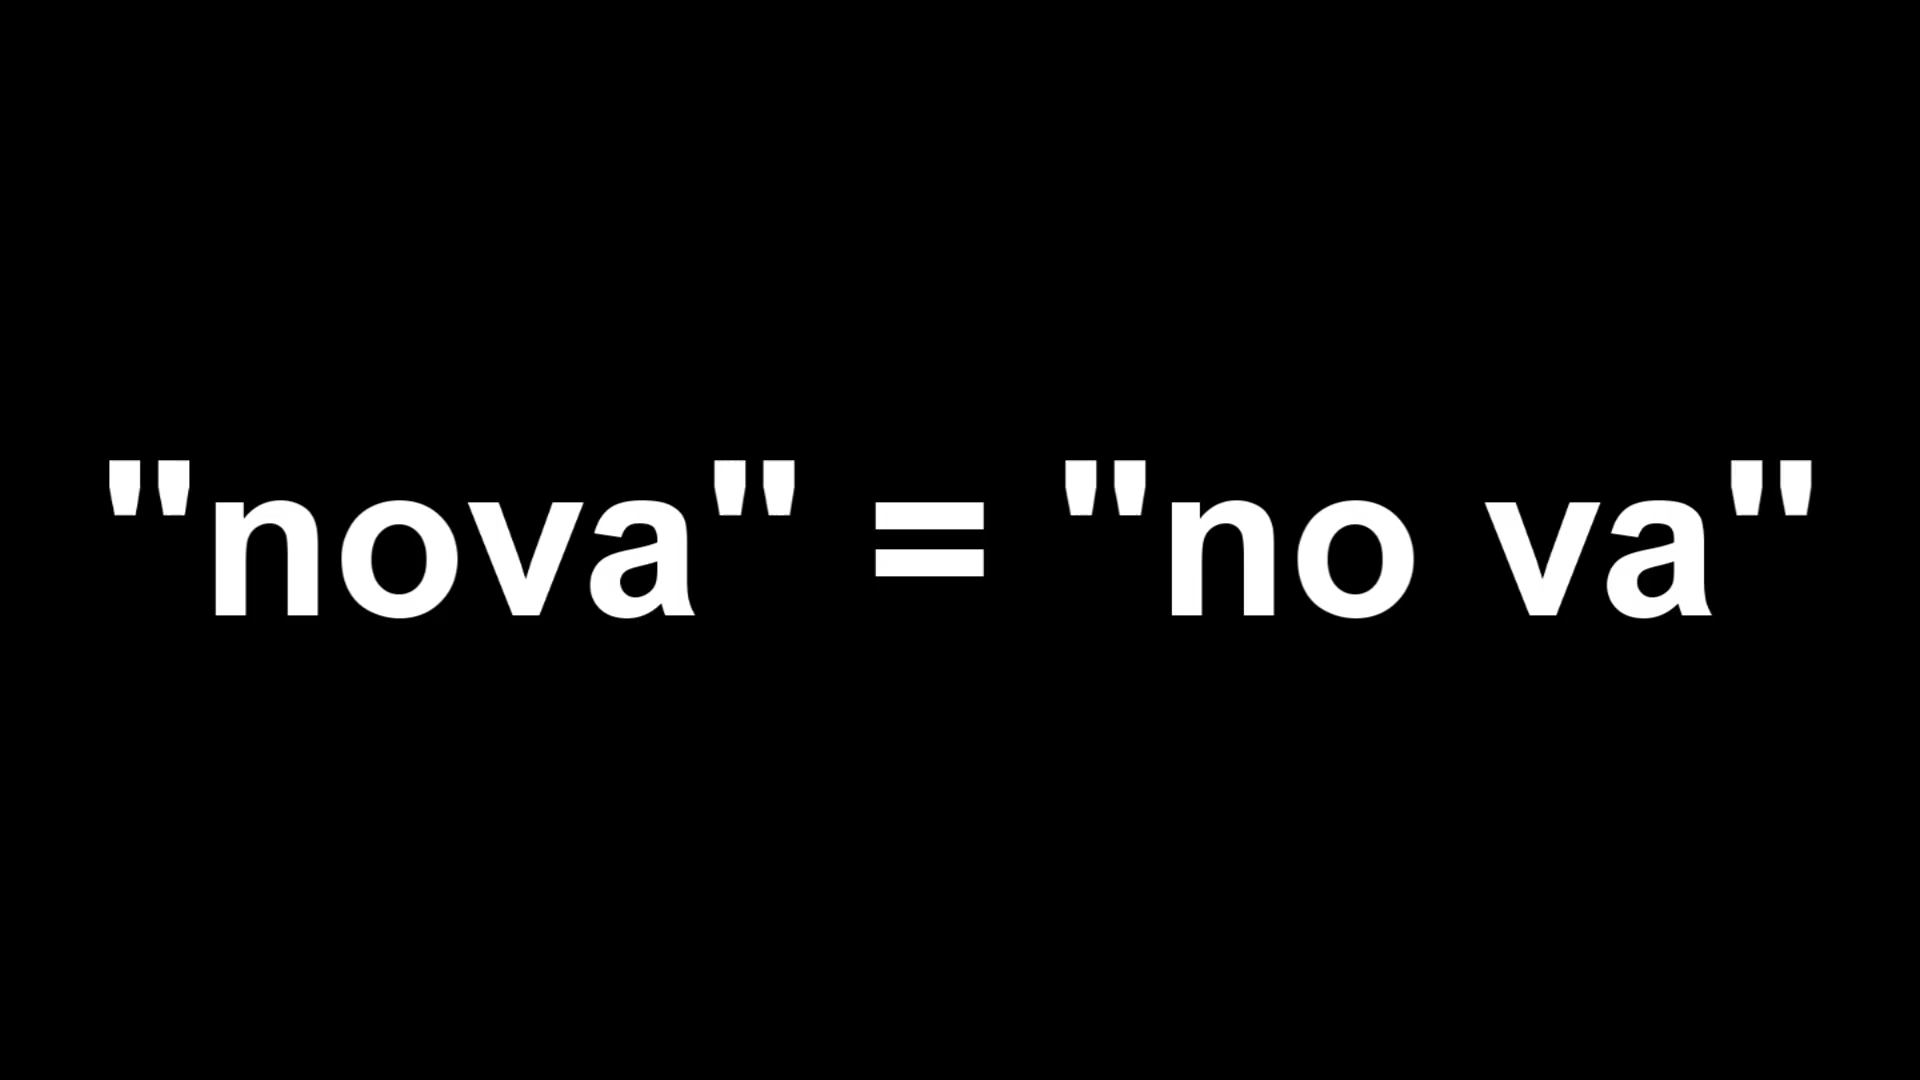 "nova" = "no va"